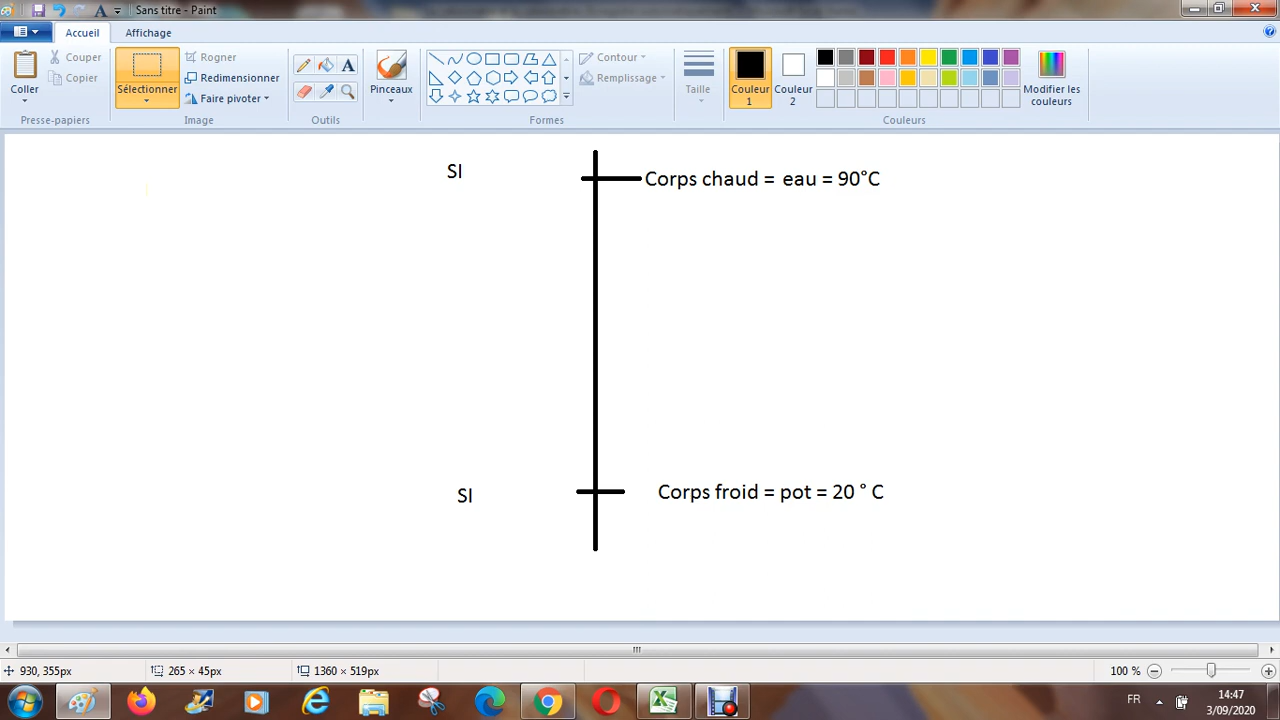 Sans titre - Paint
Accueil
Affichage
Coller
Couper
Copier
Presse-papiers
Sélectionner
Rogner
Redimensionner
Faire pivoter
Image
Outils
Pinceaux
Contour
Remplissage
Formes
Taille
Couleur 1
Couleur 2
Modifier les couleurs
Couleurs
SI
Corps chaud = eau = 90°C
SI
Corps froid = pot = 20 ° C
930, 355px
265 × 45px
1360 × 519px
100 %
FR
14:47
3/09/2020